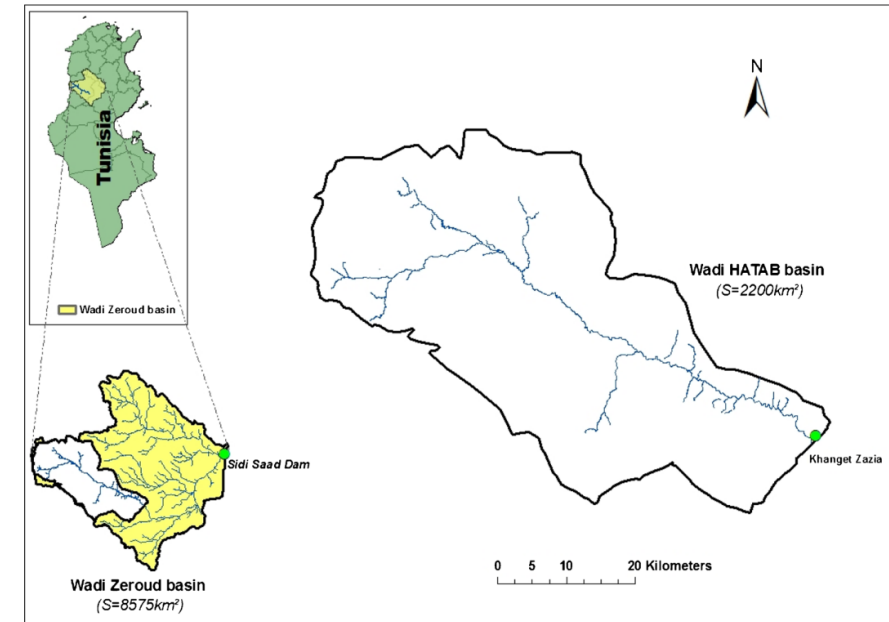 Tunisia
Wadi Zeroud basin
N
Wadi HATAB basin
(S=2200km²)
Khanget Zazia
Sidi Saad Dam
0 5 10 20 Kilometers
Wadi Zeroud basin
(S=8575km²)